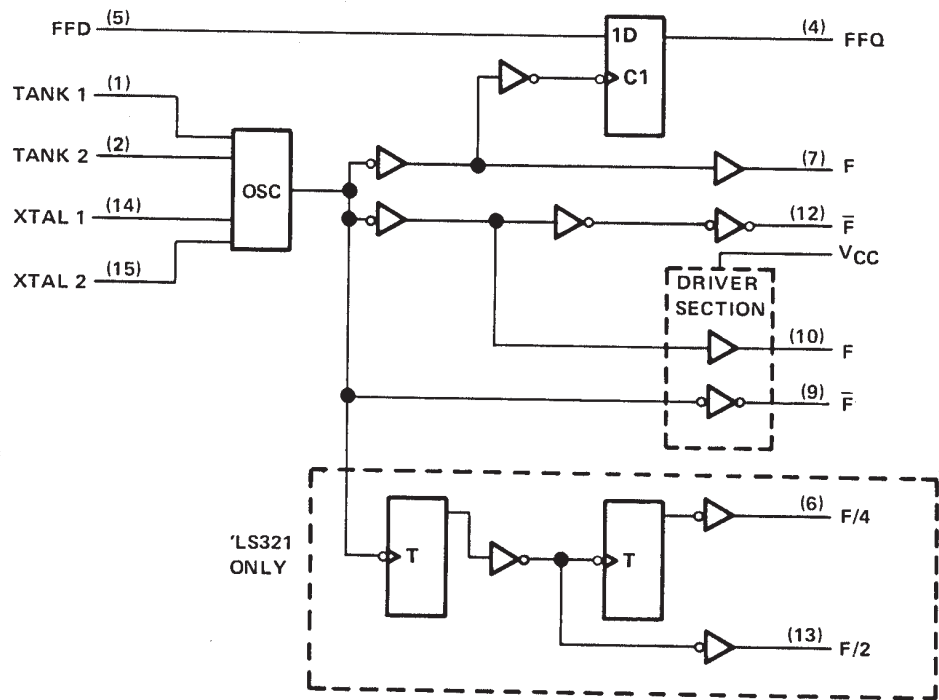 FFD (5)
1D
(4) FFQ
C1
TANK 1 (1)
TANK 2 (2)
OSC
(7) F
XTAL 1 (14)
(12) F̅
VCC
XTAL 2 (15)
DRIVER
SECTION
(10) F
(9) F̅
'LS321
ONLY
T
T
(6) F/4
(13) F/2